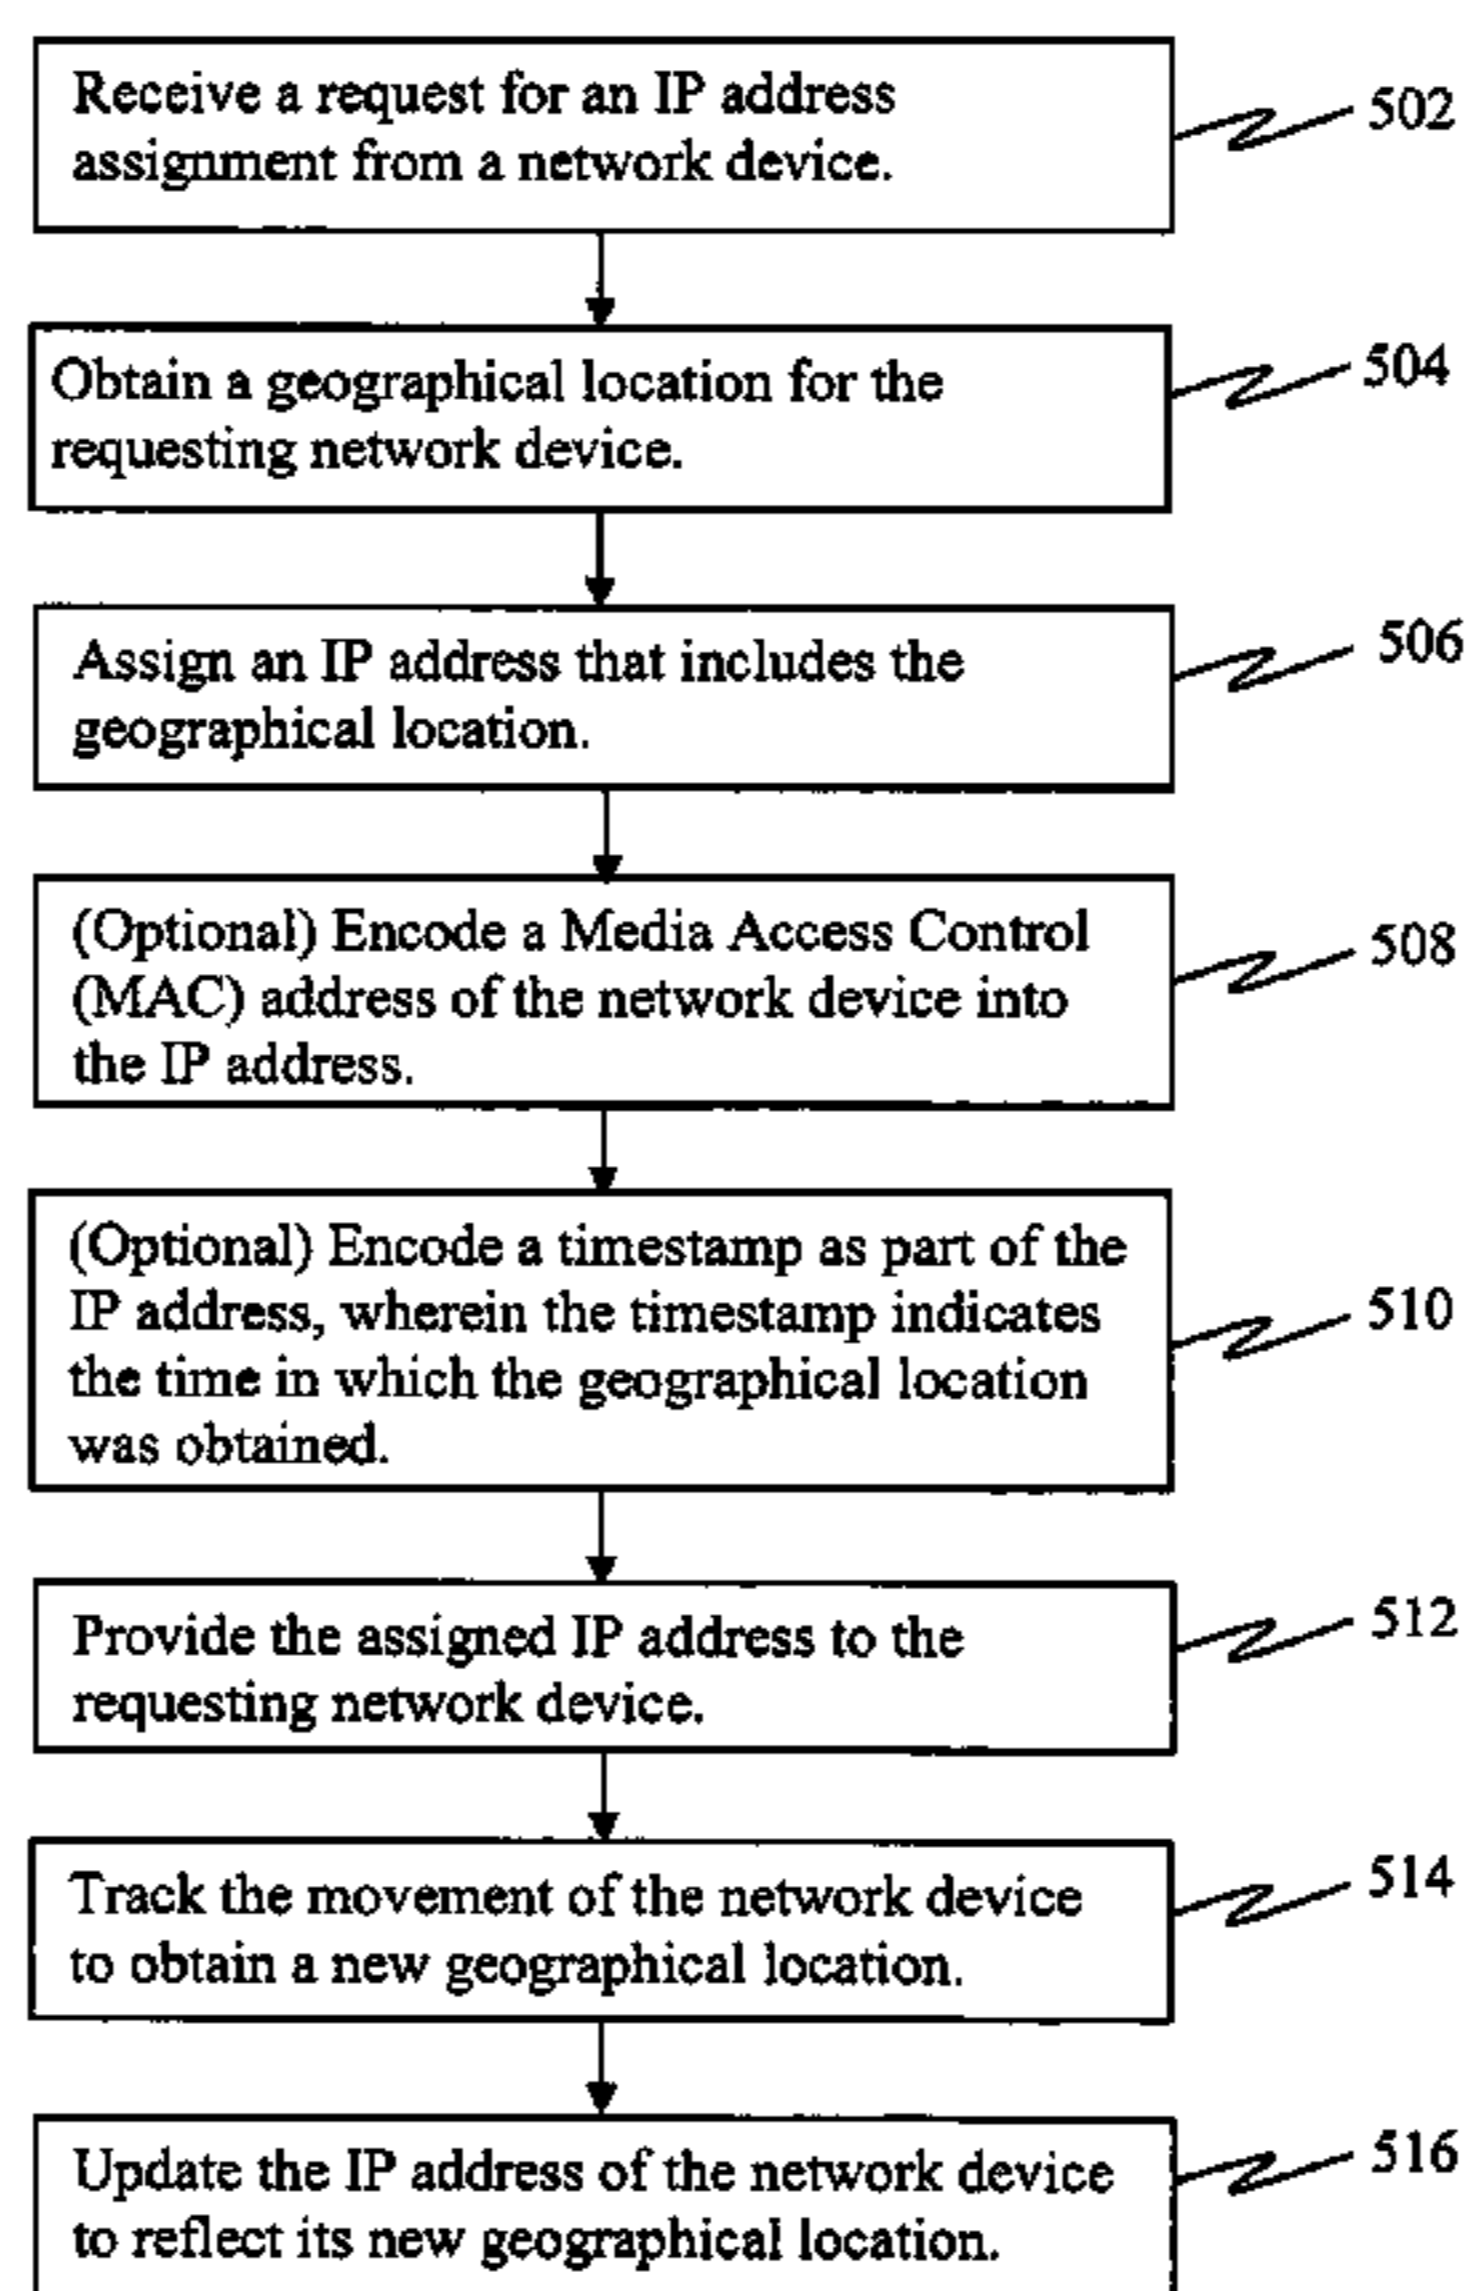 Receive a request for an IP address
assignment from a network device.
502
Obtain a geographical location for the
requesting network device.
504
Assign an IP address that includes the
geographical location.
506
(Optional) Encode a Media Access Control
(MAC) address of the network device into
the IP address.
508
(Optional) Encode a timestamp as part of the
IP address, wherein the timestamp indicates
the time in which the geographical location
was obtained.
510
Provide the assigned IP address to the
requesting network device.
512
Track the movement of the network device
to obtain a new geographical location.
514
Update the IP address of the network device
to reflect its new geographical location.
516